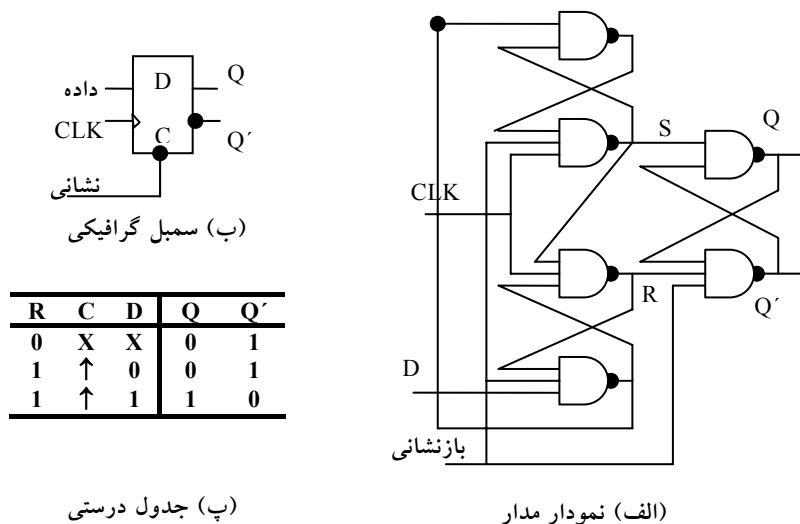 داده
D
Q
CLK
C
Q′
نشانی
(ب) سمبل گرافیکی
R C D Q Q′
0 X X 0 1
1 ↑ 0 0 1
1 ↑ 1 1 0
(پ) جدول درستی
S
Q
CLK
R
Q′
D
بازنشانی
(الف) نمودار مدار